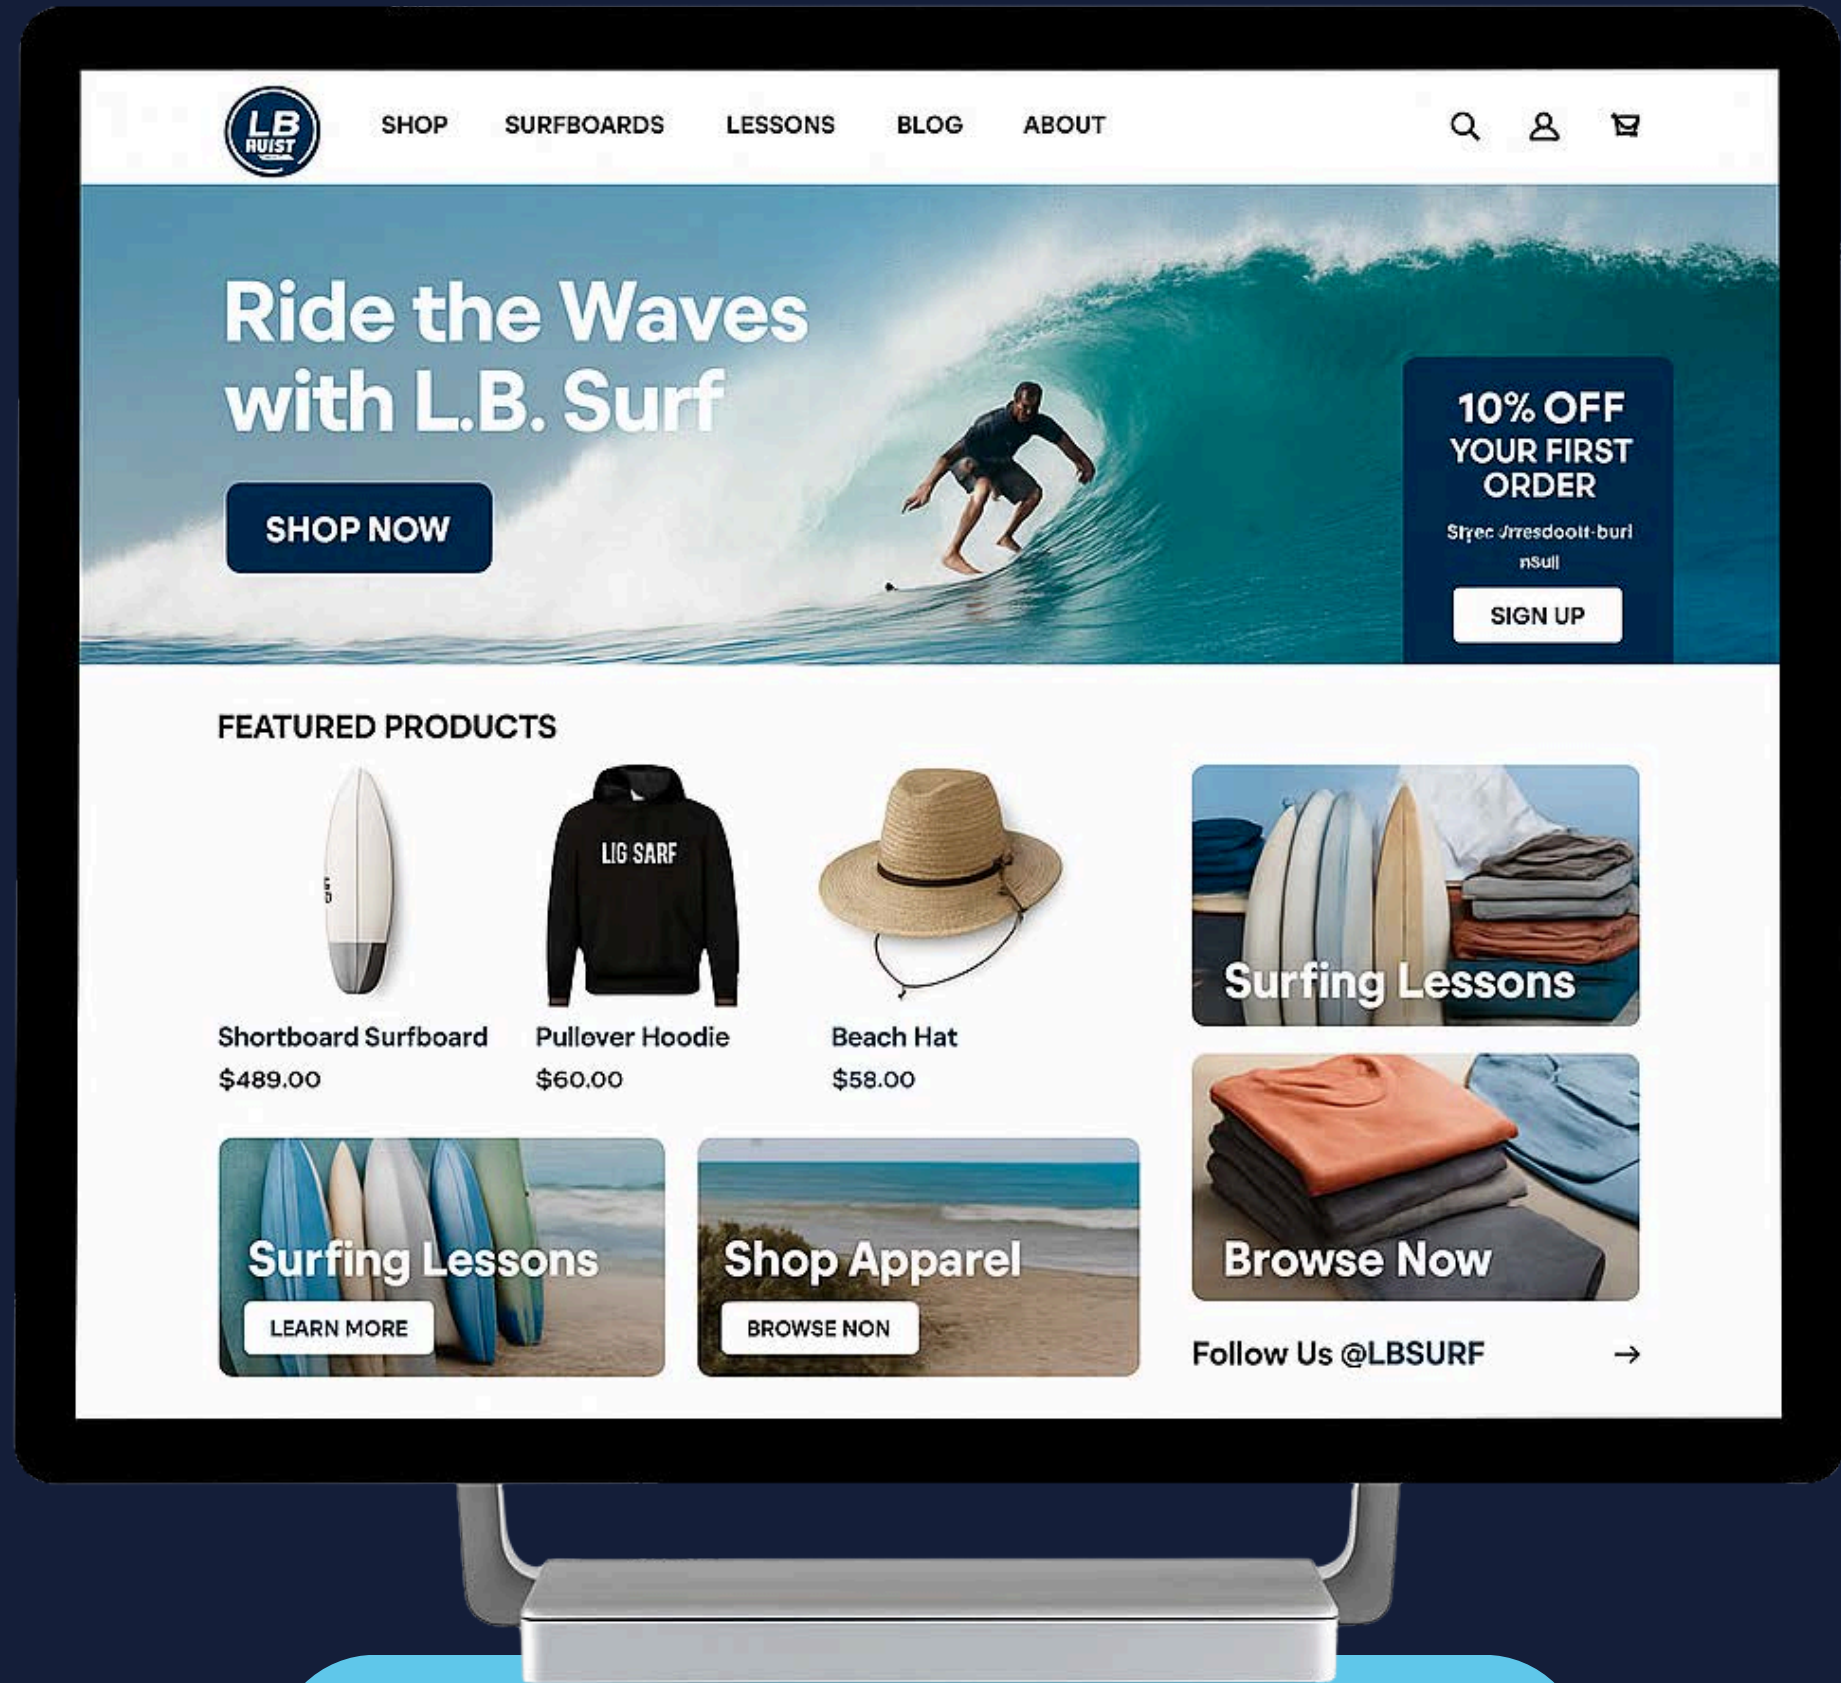 LB
RUIST
SHOP
SURFBOARDS
LESSONS
BLOG
ABOUT
Ride the Waves
with L.B. Surf
SHOP NOW
10% OFF
YOUR FIRST
ORDER
SIGN UP
FEATURED PRODUCTS
LIG SARF
Shortboard Surfboard
$489.00
Pullover Hoodie
$60.00
Beach Hat
$58.00
Surfing Lessons
LEARN MORE
Shop Apparel
BROWSE NON
Surfing Lessons
Browse Now
Follow Us @LBSURF